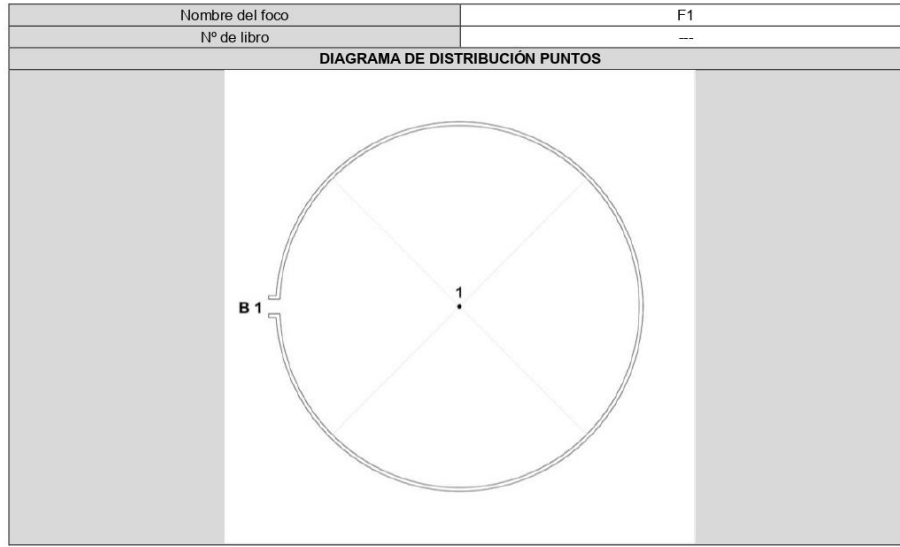 Nombre del foco F1
Nº de libro ---
DIAGRAMA DE DISTRIBUCIÓN PUNTOS
1
B 1